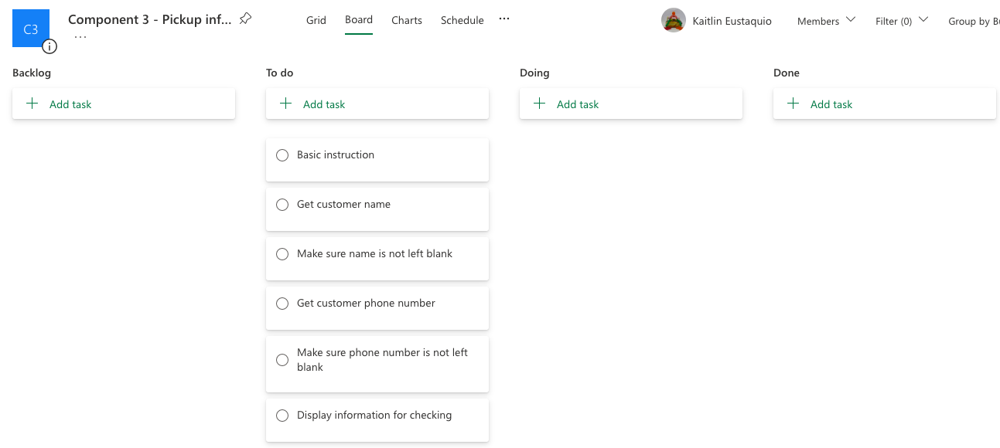 C3
Component 3 - Pickup inf...
Grid
Board
Charts
Schedule
Kaitlin Eustaquio
Members
Filter (0)
Group by Bu
Backlog
To do
Doing
Done
Add task
Add task
Add task
Add task
Basic instruction
Get customer name
Make sure name is not left blank
Get customer phone number
Make sure phone number is not left
blank
Display information for checking